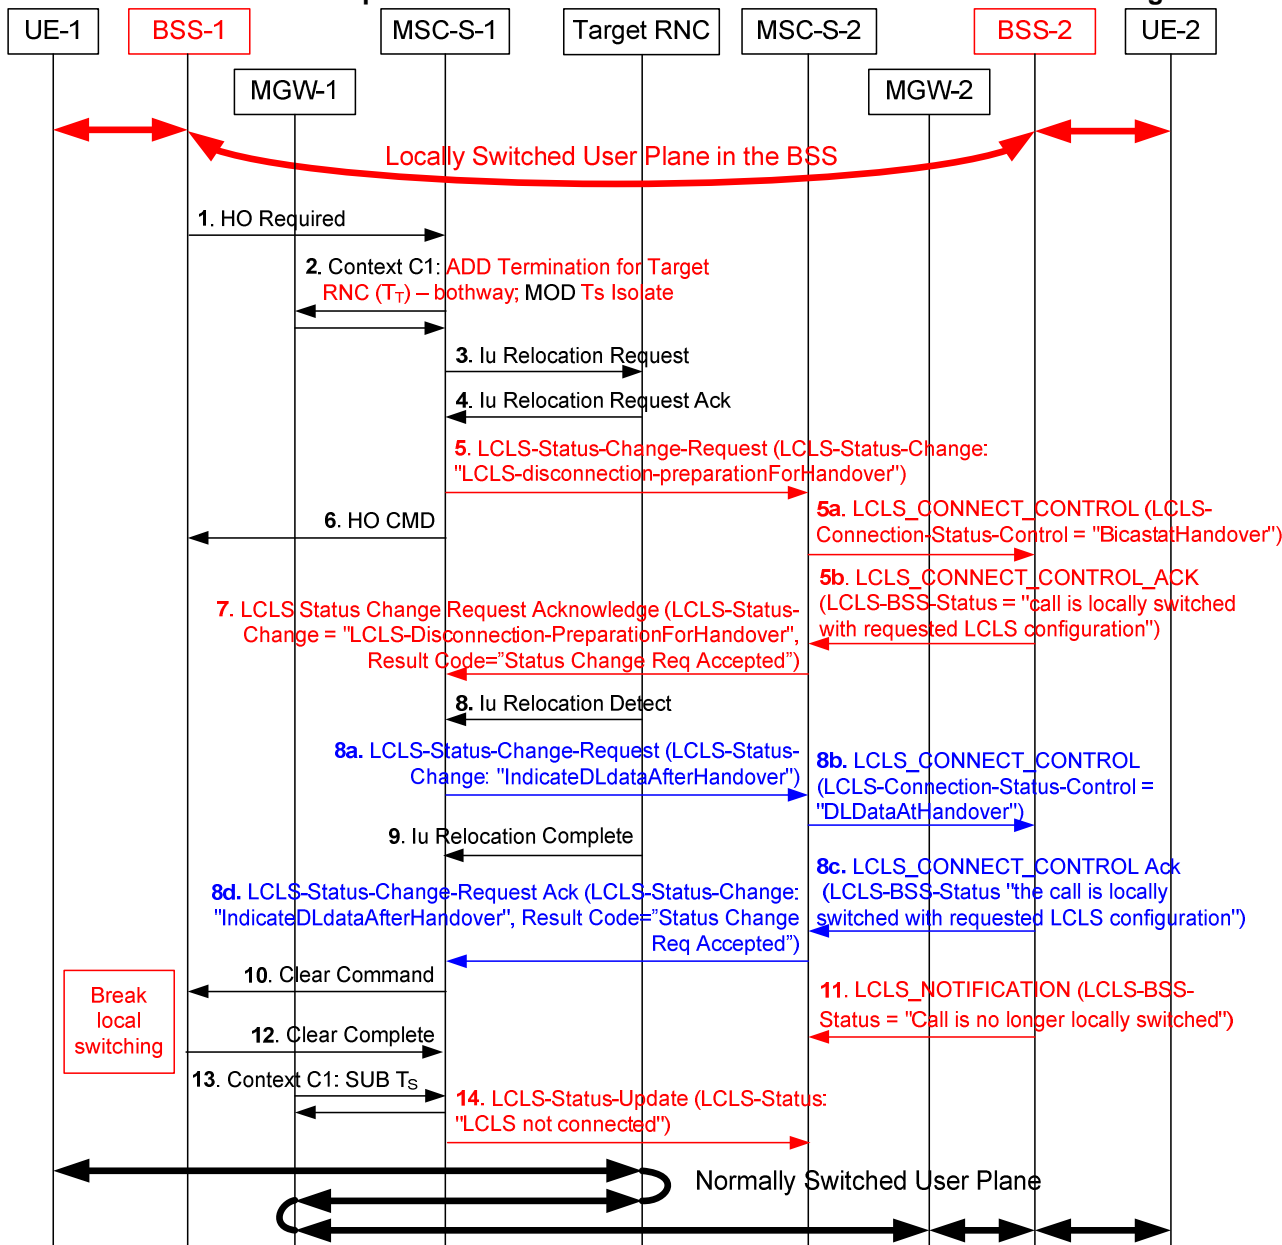 UE-1
BSS-1
MSC-S-1
Target RNC
MSC-S-2
BSS-2
UE-2
MGW-1
MGW-2
Locally Switched User Plane in the BSS
1. HO Required
2. Context C1: ADD Termination for Target
RNC (TT) – bothway; MOD Ts Isolate
3. Iu Relocation Request
4. Iu Relocation Request Ack
5. LCLS-Status-Change-Request (LCLS-Status-Change:
"LCLS-disconnection-preparationForHandover")
6. HO CMD
5a. LCLS_CONNECT_CONTROL (LCLS-
Connection-Status-Control = "BicastatHandover")
5b. LCLS_CONNECT_CONTROL_ACK
(LCLS-BSS-Status = "call is locally switched
with requested LCLS configuration")
7. LCLS Status Change Request Acknowledge (LCLS-Status-
Change = "LCLS-Disconnection-PreparationForHandover",
Result Code=”Status Change Req Accepted”)
8. Iu Relocation Detect
8a. LCLS-Status-Change-Request (LCLS-Status-
Change: "IndicateDLdataAfterHandover")
8b. LCLS_CONNECT_CONTROL
(LCLS-Connection-Status-Control =
"DLDataAtHandover")
9. Iu Relocation Complete
8c. LCLS_CONNECT_CONTROL Ack
(LCLS-BSS-Status "the call is locally
switched with requested LCLS configuration")
8d. LCLS-Status-Change-Request Ack (LCLS-Status-Change:
"IndicateDLdataAfterHandover", Result Code=”Status Change
Req Accepted”)
10. Clear Command
Break
local
switching
11. LCLS_NOTIFICATION (LCLS-BSS-
Status = "Call is no longer locally switched")
12. Clear Complete
13. Context C1: SUB TS
14. LCLS-Status-Update (LCLS-Status:
"LCLS not connected")
Normally Switched User Plane